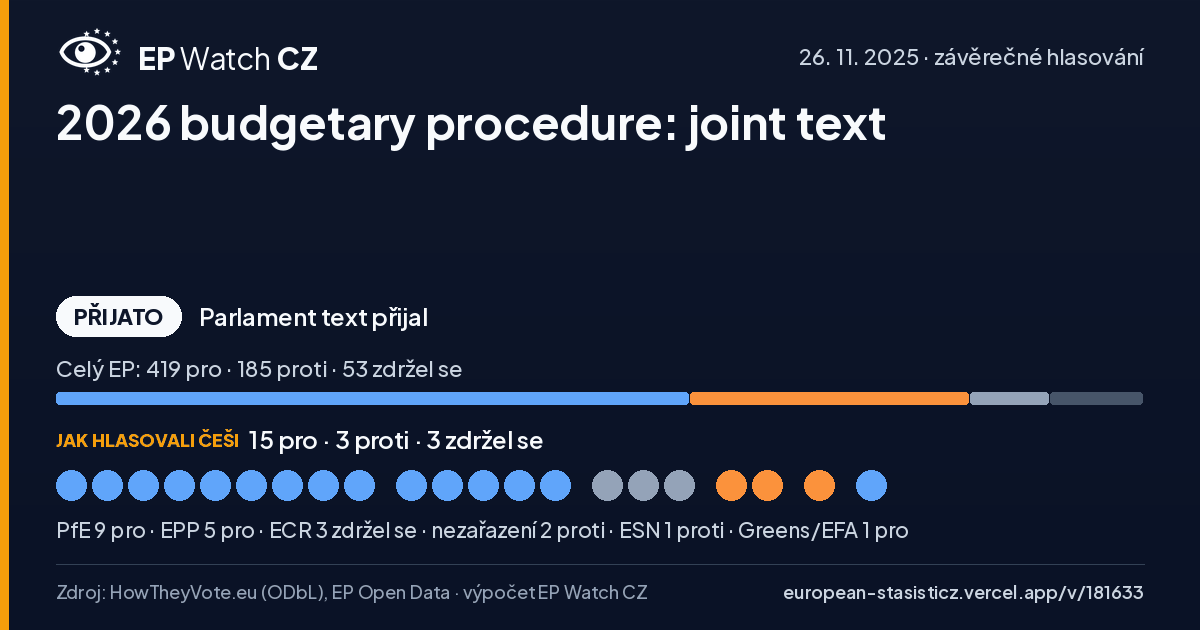 EP Watch CZ
26. 11. 2025 · závěrečné hlasování
2026 budgetary procedure: joint text
PŘIJATO Parlament text přijal
Celý EP: 419 pro · 185 proti · 53 zdržel se
JAK HLASOVALI ČEŠI 15 pro · 3 proti · 3 zdržel se
PfE 9 pro · EPP 5 pro · ECR 3 zdržel se · nezařazení 2 proti · ESN 1 proti · Greens/EFA 1 pro
Zdroj: HowTheyVote.eu (ODbL), EP Open Data · výpočet EP Watch CZ
european-stasisticz.vercel.app/v/181633